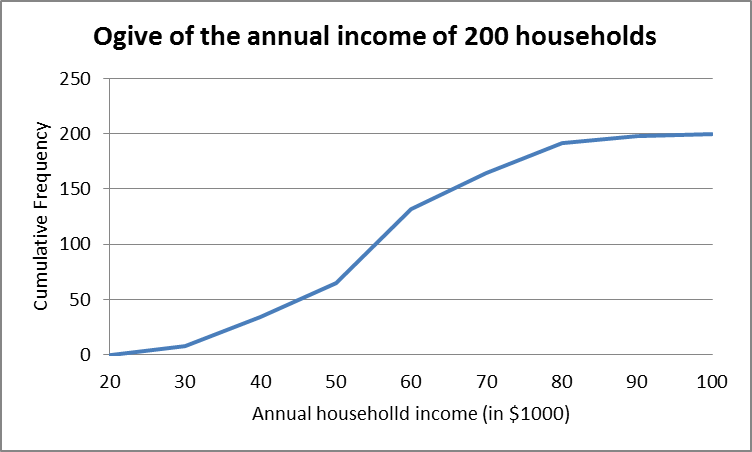 Ogive of the annual income of 200 households
250
200
150
100
50
0
Cumulative Frequency
20 30 40 50 60 70 80 90 100
Annual householld income (in $1000)